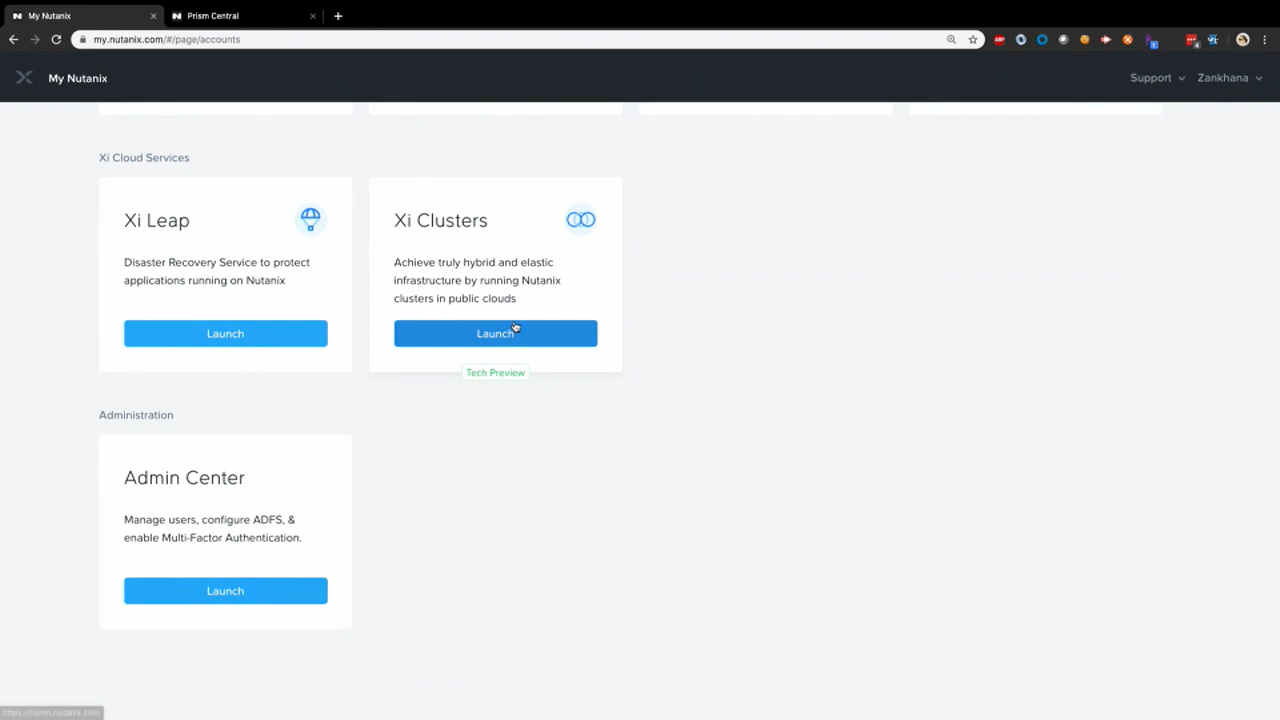 My Nutanix
Prism Central
my.nutanix.com/#/page/accounts
ABP
1
4
My Nutanix
Support
Zankhana
Xi Cloud Services
Xi Leap
Disaster Recovery Service to protect
applications running on Nutanix
Launch
Xi Clusters
Achieve truly hybrid and elastic
infrastructure by running Nutanix
clusters in public clouds
Launch
Tech Preview
Administration
Admin Center
Manage users, configure ADFS, &
enable Multi-Factor Authentication.
Launch